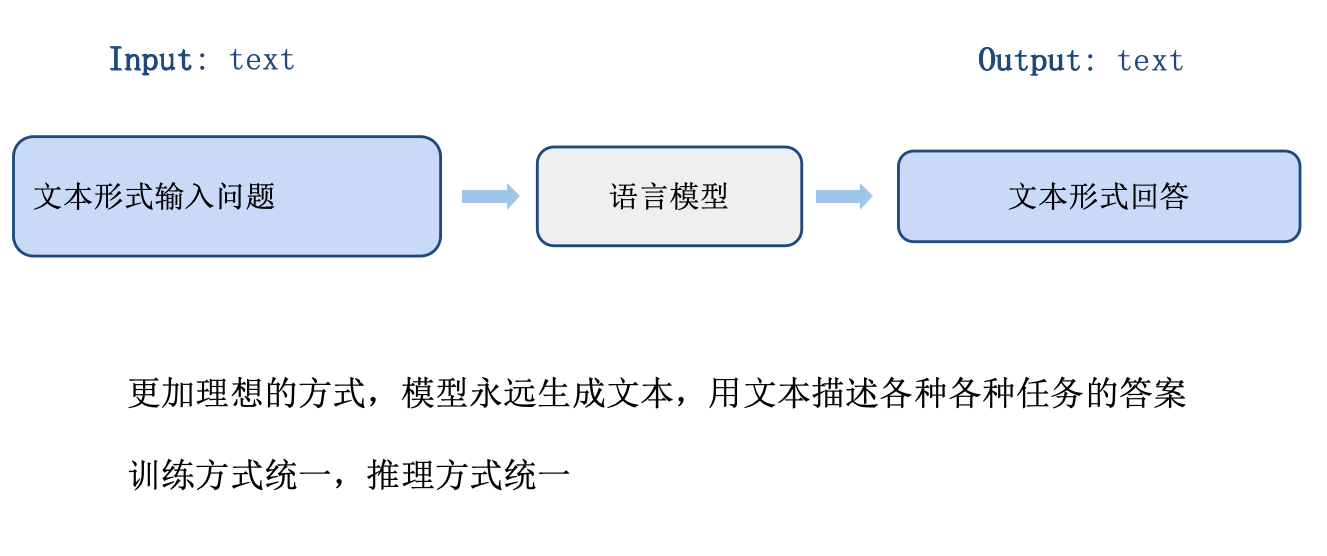 Input: text
Output: text
文本形式输入问题
语言模型
文本形式回答
更加理想的方式，模型永远生成文本，用文本描述各种各种任务的答案
训练方式统一，推理方式统一